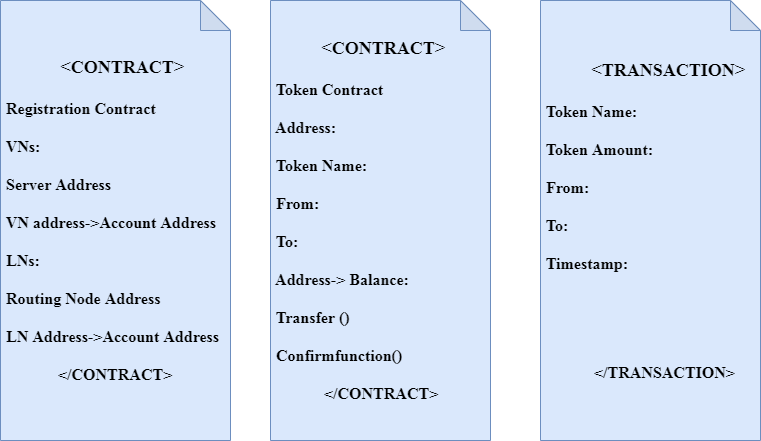 <CONTRACT>
Registration Contract
VNs:
Server Address
VN address->Account Address
LNs:
Routing Node Address
LN Address->Account Address
</CONTRACT>
<CONTRACT>
Token Contract
Address:
Token Name:
From:
To:
Address-> Balance:
Transfer ()
Confirmfunction()
</CONTRACT>
<TRANSACTION>
Token Name:
Token Amount:
From:
To:
Timestamp:
</TRANSACTION>